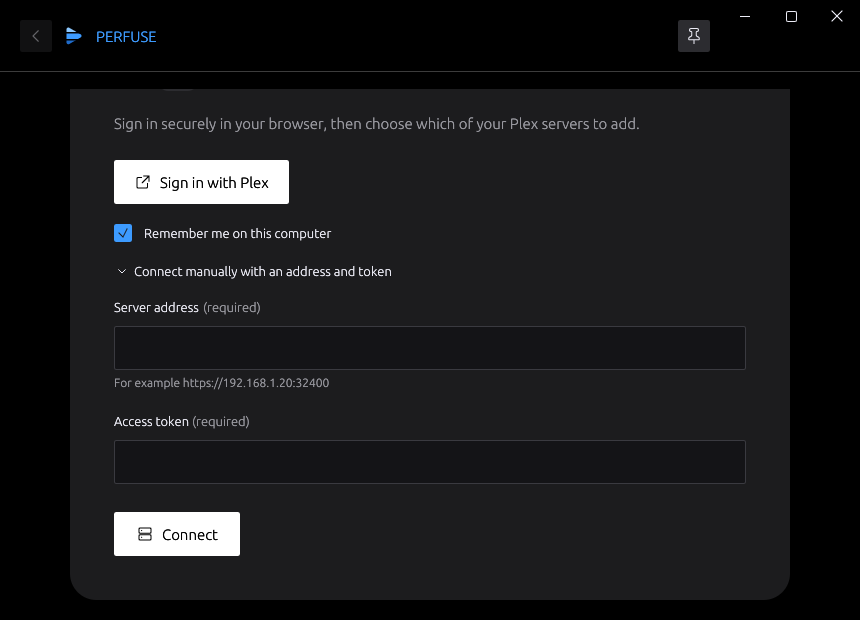 PERFUSE
Sign in securely in your browser, then choose which of your Plex servers to add.
Sign in with Plex
Remember me on this computer
Connect manually with an address and token
Server address (required)
For example https://192.168.1.20:32400
Access token (required)
Connect